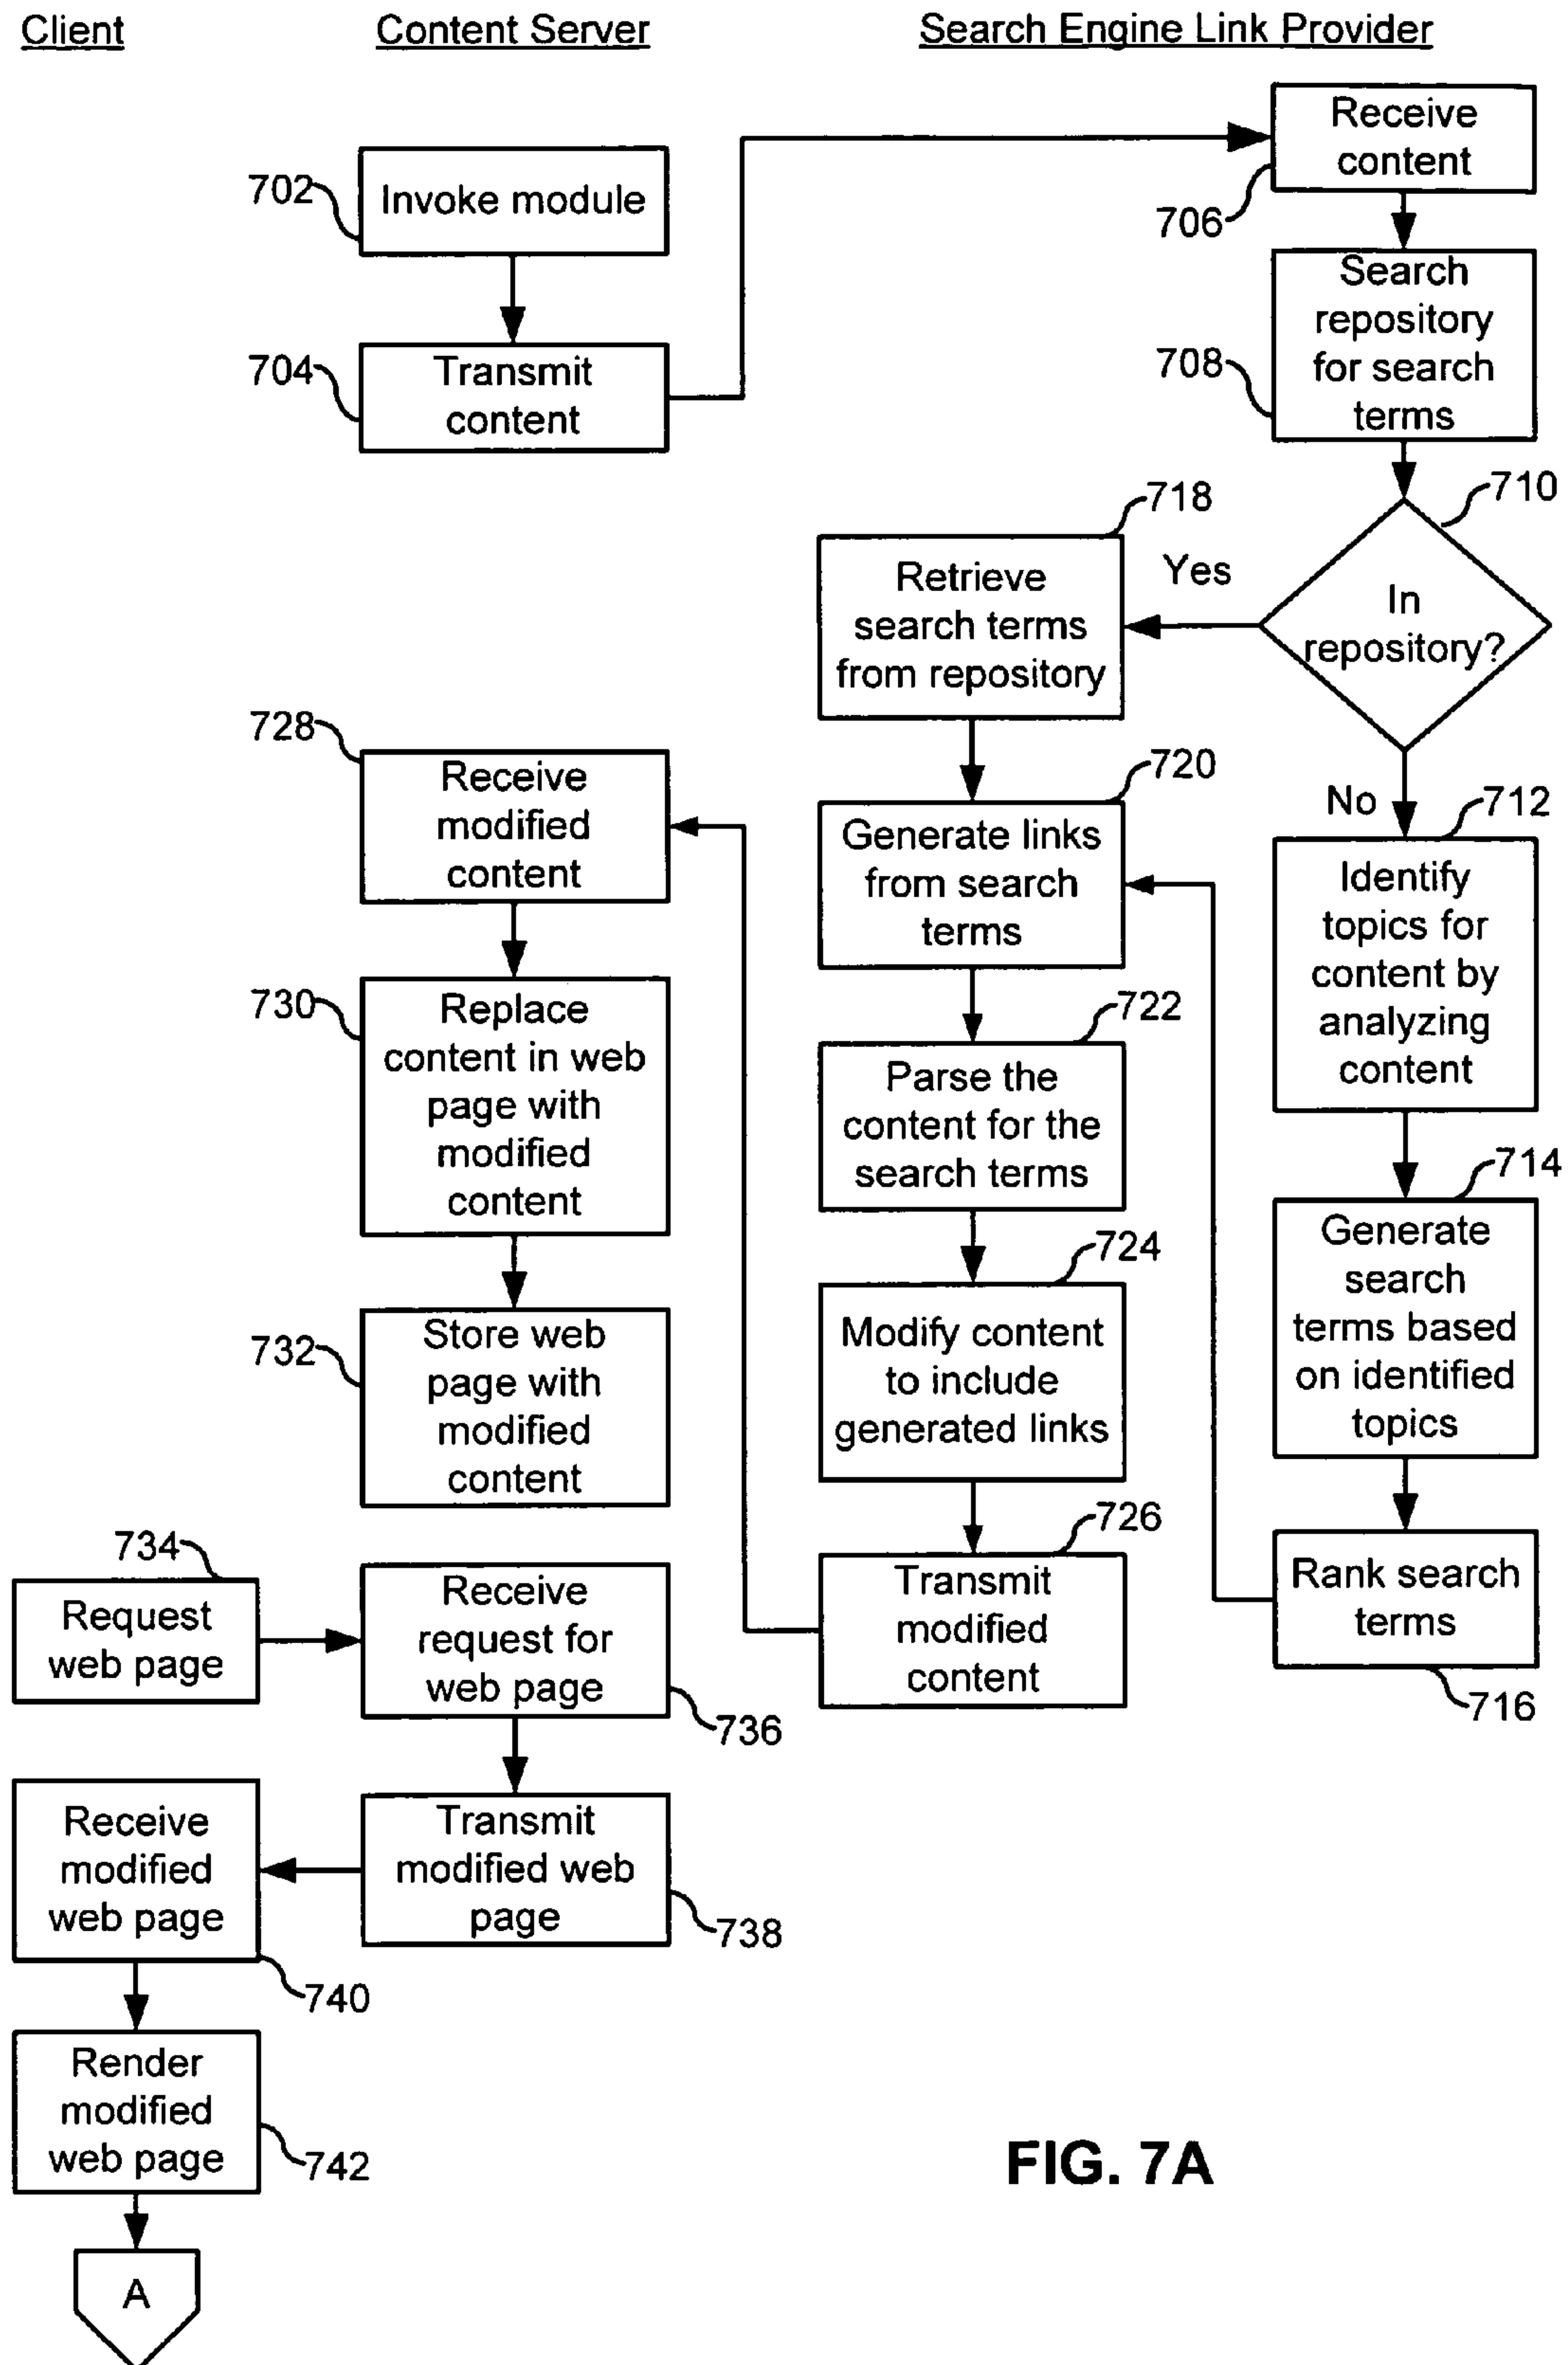 Client
Content Server
Search Engine Link Provider
702
Invoke module
704
Transmit
content
Receive
content
706
Search
repository
for search
terms
708
710
In
repository?
Yes
No
718
Retrieve
search terms
from repository
712
Identify
topics for
content by
analyzing
content
714
Generate
search
terms based
on identified
topics
Rank search
terms
716
720
Generate links
from search
terms
722
Parse the
content for the
search terms
724
Modify content
to include
generated links
726
Transmit
modified
content
728
Receive
modified
content
730
Replace
content in web
page with
modified
content
732
Store web
page with
modified
content
734
Request
web page
Receive
request for
web page
736
Transmit
modified web
page
738
Receive
modified
web page
740
Render
modified
web page
742
A
FIG. 7A